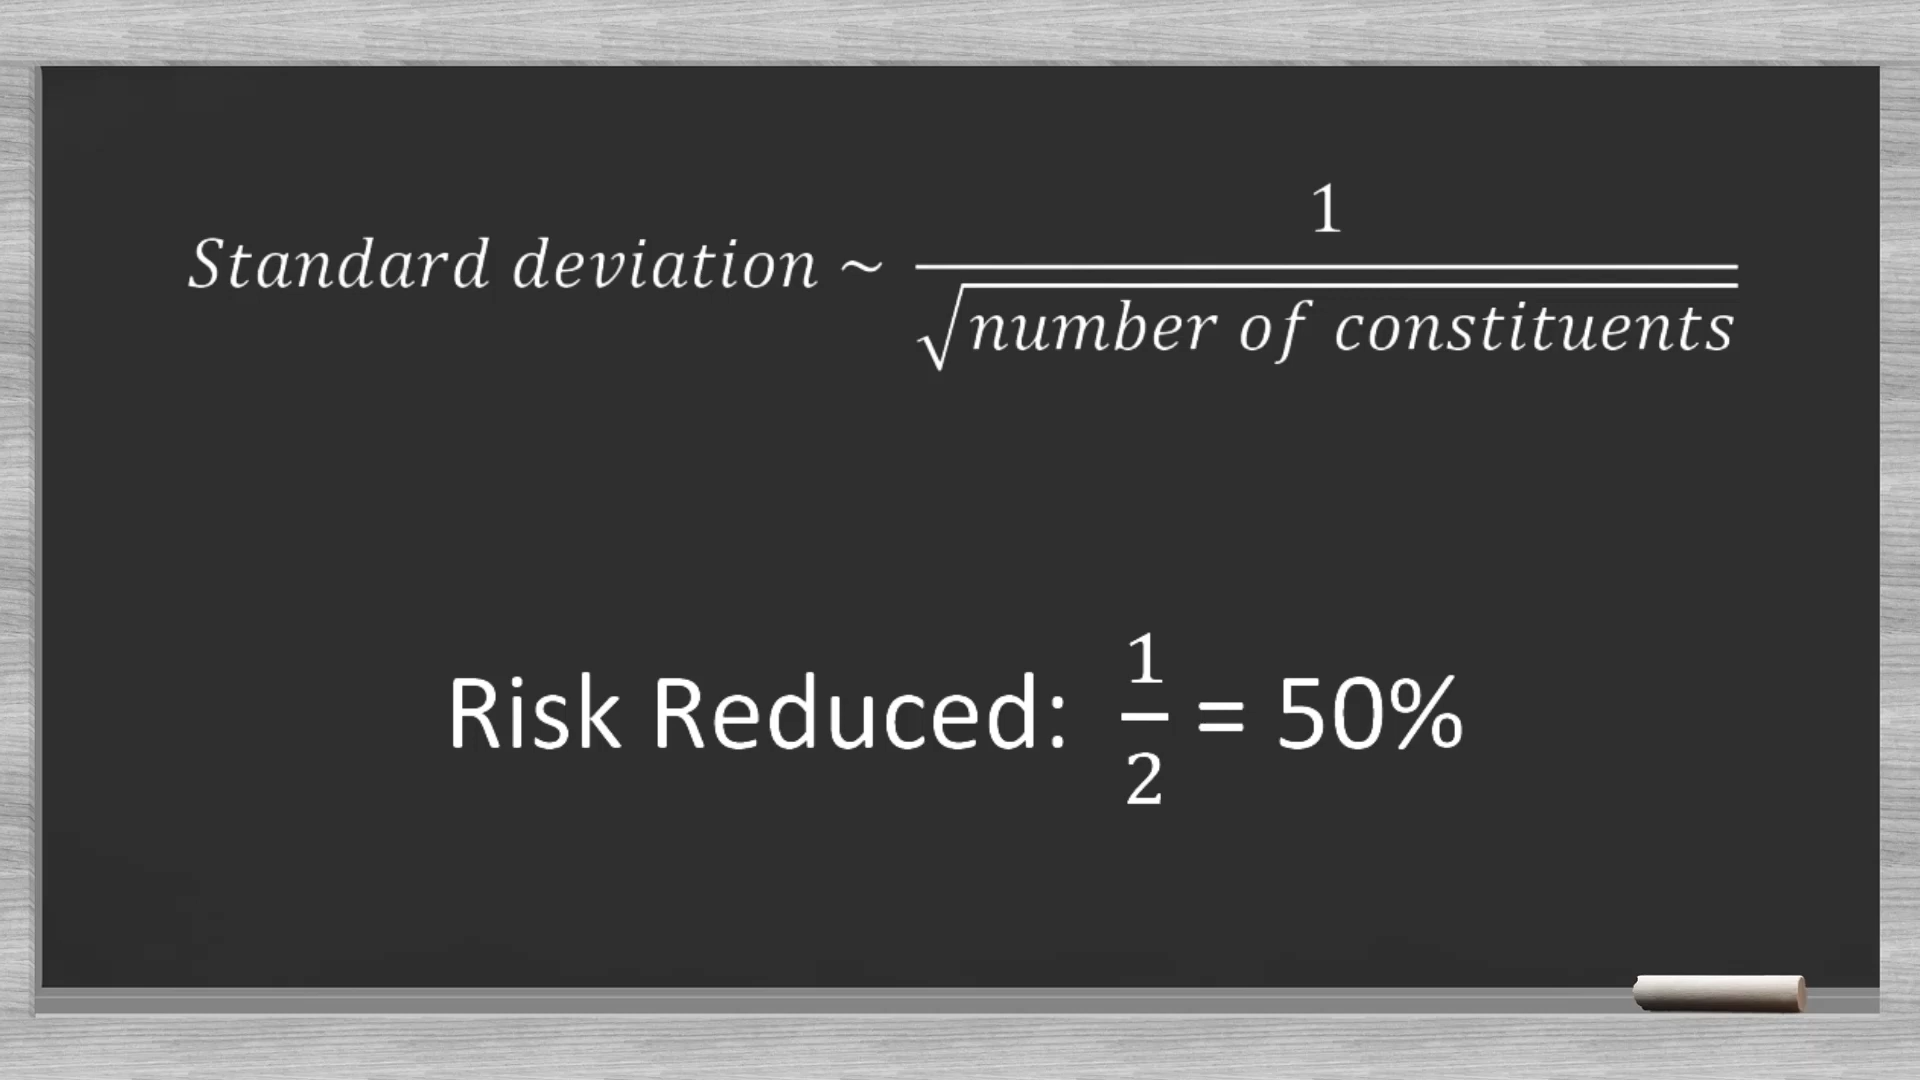 Standard deviation ~ 1
√number of constituents
Risk Reduced: 1/2 = 50%